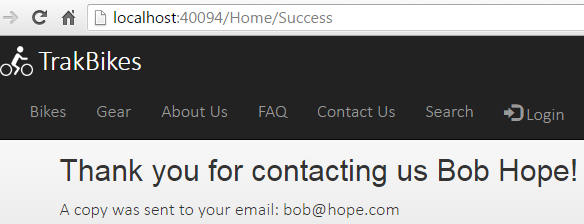 localhost:40094/Home/Success
TrakBikes
Bikes Gear About Us FAQ Contact Us Search Login
Thank you for contacting us Bob Hope!
A copy was sent to your email: bob@hope.com